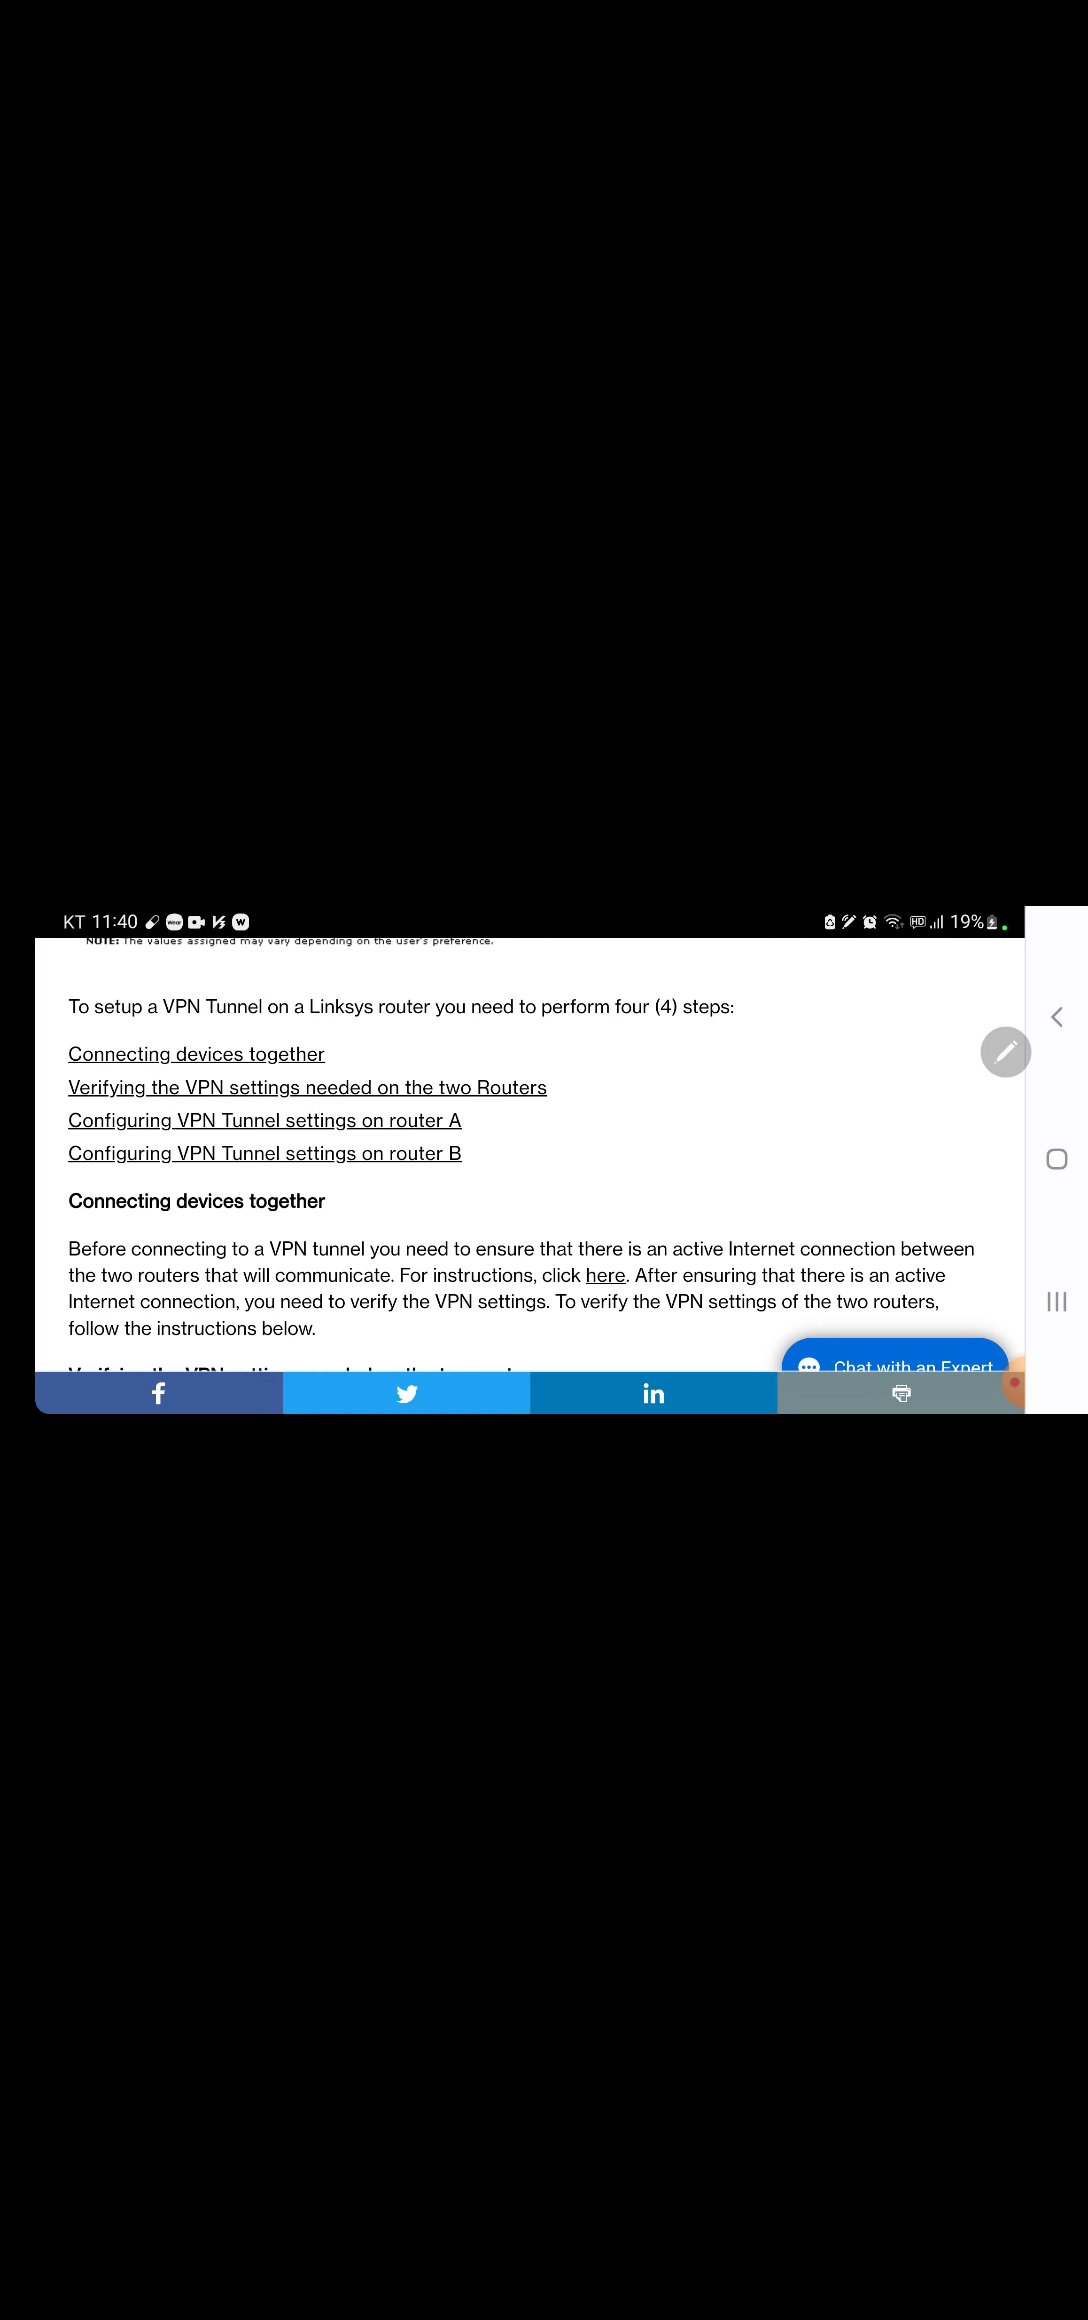 KT 11:40
HD 19%
NOTE: The values assigned may vary depending on the user's preference.
To setup a VPN Tunnel on a Linksys router you need to perform four (4) steps:
Connecting devices together
Verifying the VPN settings needed on the two Routers
Configuring VPN Tunnel settings on router A
Configuring VPN Tunnel settings on router B
Connecting devices together
Before connecting to a VPN tunnel you need to ensure that there is an active Internet connection between
the two routers that will communicate. For instructions, click here. After ensuring that there is an active
Internet connection, you need to verify the VPN settings. To verify the VPN settings of the two routers,
follow the instructions below.
Chat with an Expert